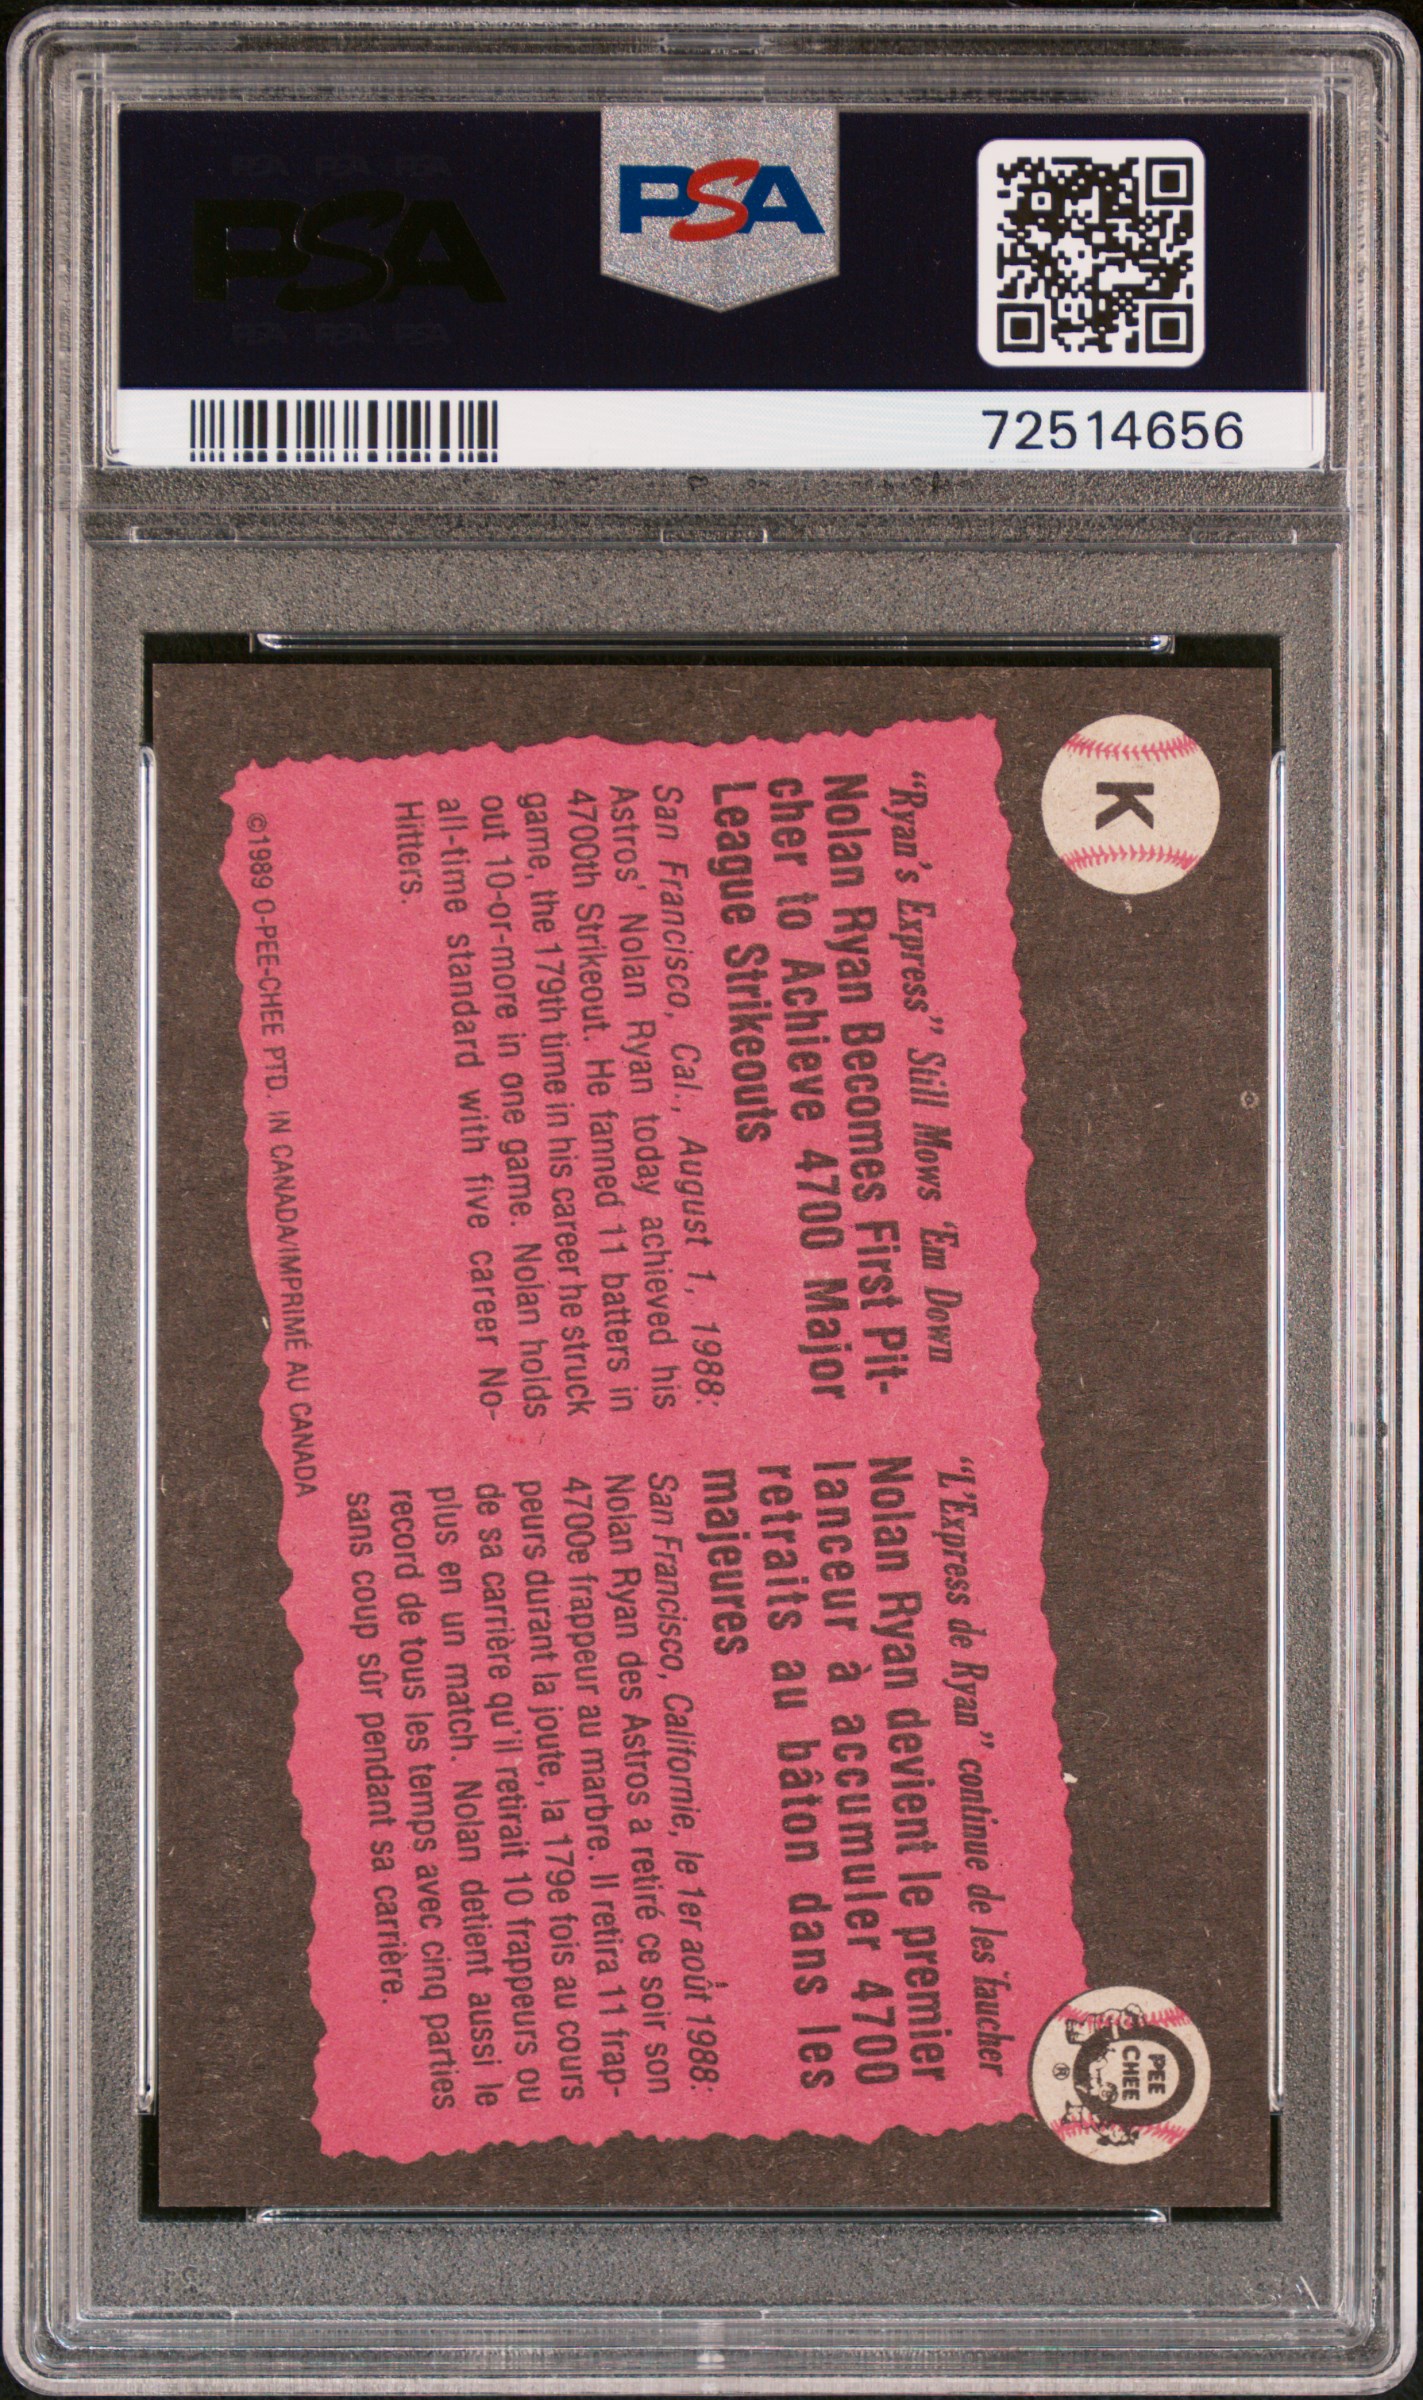 PSA
PSA
72514656
K
"Ryan's Express" Still Mows 'Em Down
Nolan Ryan Becomes First Pit-
cher to Achieve 4700 Major
League Strikeouts
San Francisco, Cal., August 1, 1988:
Astros' Nolan Ryan today achieved his
4700th Strikeout. He fanned 11 batters in
game, the 179th time in his career he struck
out 10-or-more in one game. Nolan holds
all-time standard with five career No-
Hitters.
"L'Express de Ryan" continue de les faucher
Nolan Ryan devient le premier
lanceur à accumuler 4700
retraits au bâton dans les
majeures
San Francisco, Californie, le 1er août 1988:
Nolan Ryan des Astros a retiré ce soir son
4700e frappeur au marbre. Il retira 11 frap-
peurs durant la joute, la 179e fois au cours
de sa carrière qu'il retirait 10 frappeurs ou
plus en un match. Nolan detient aussi le
record de tous les temps avec cinq parties
sans coup sûr pendant sa carrière.
©1989 O-PEE-CHEE PTD. IN CANADA/IMPRIMÉ AU CANADA
O
PEE
CHEE
®